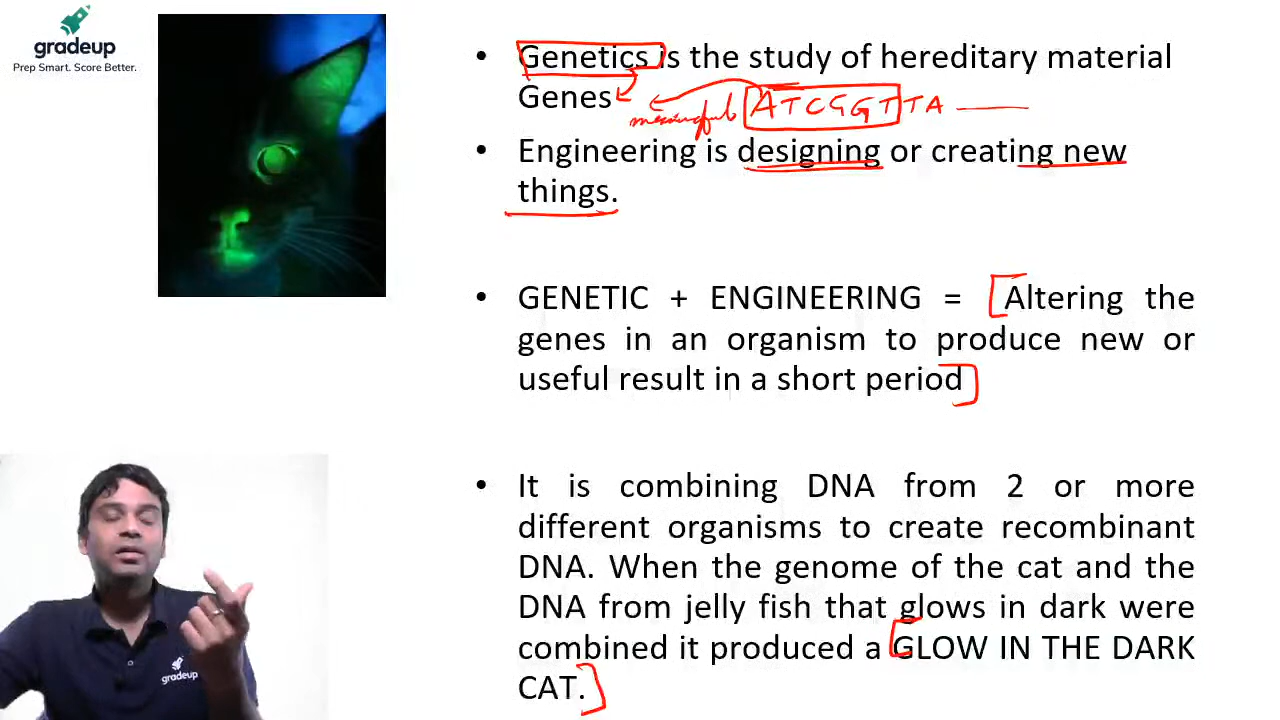 gradeup
Prep Smart. Score Better.
• Genetics is the study of hereditary material
Genes
meaningful ATCGGTTA
• Engineering is designing or creating new
things.
• GENETIC + ENGINEERING = Altering the
genes in an organism to produce new or
useful result in a short period
• It is combining DNA from 2 or more
different organisms to create recombinant
DNA. When the genome of the cat and the
DNA from jelly fish that glows in dark were
combined it produced a GLOW IN THE DARK
CAT.
gradeup